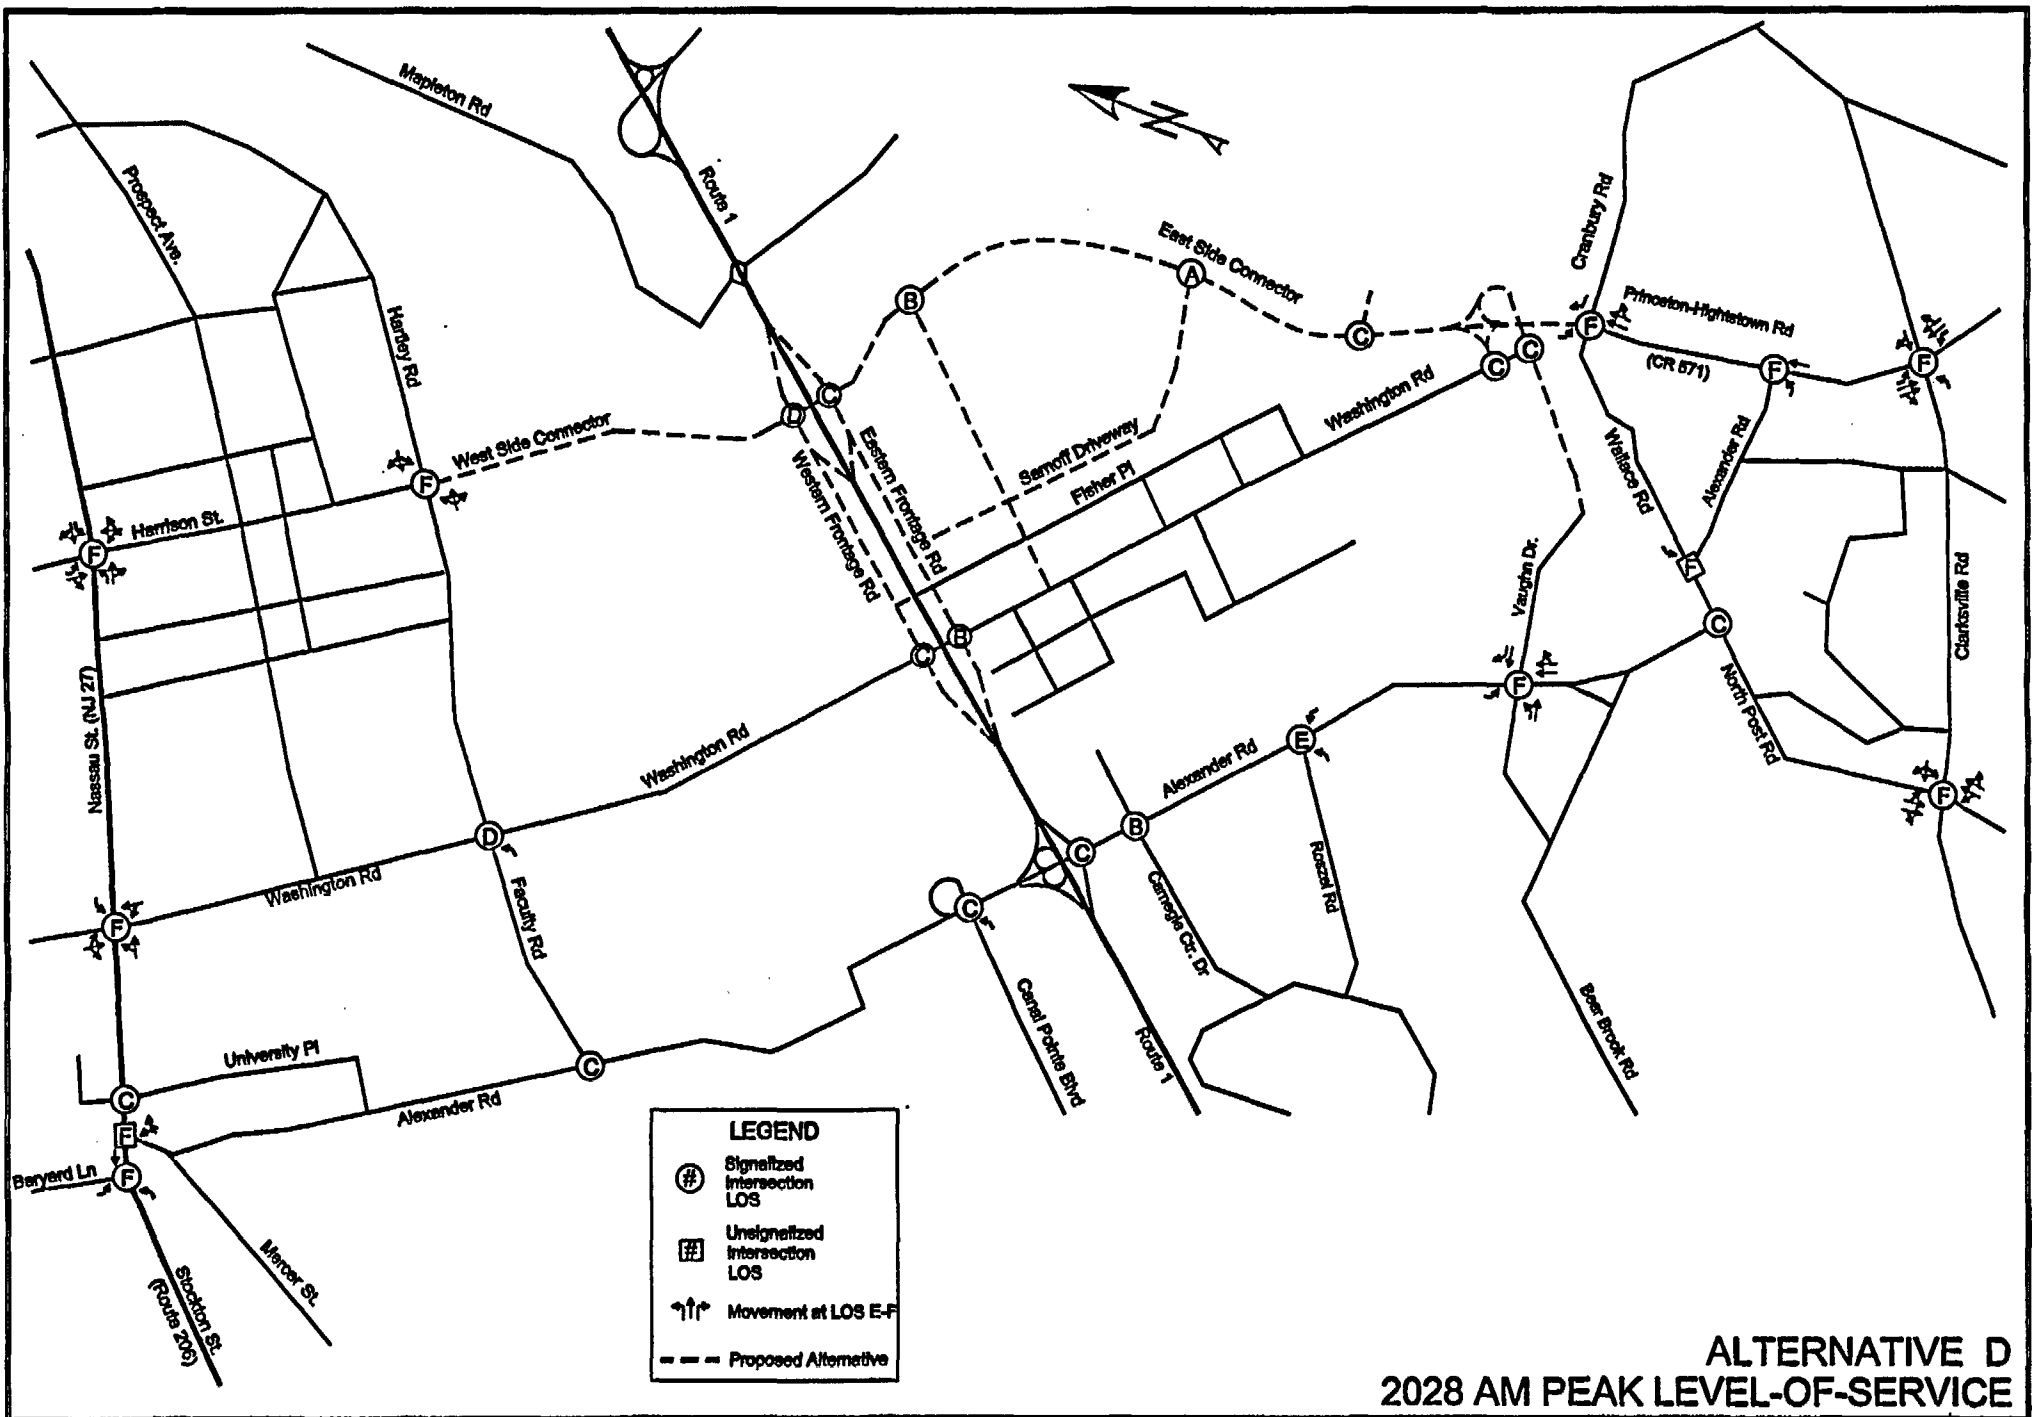 Mapleton Rd
Prospect Ave.
Route 1
N
Cranbury Rd
East Side Connector
A
B
Princeton-Hightstown Rd
(CR 571)
Hartley Rd
C
F
C
C
F
F
West Side Connector
D
C
Washington Rd
Eastern Frontage Rd
Western Frontage Rd
Sarnoff Driveway
Fisher Pl
Wallace Rd
Alexander Rd
F
Harrison St.
F
F
Vaughn Dr.
Clarksville Rd
C
B
C
F
North Post Rd
Nassau St. (NJ 27)
Washington Rd
Alexander Rd
E
F
D
B
C
Roszel Rd
Washington Rd
Faculty Rd
Carnegie Ctr. Dr
C
F
Canal Pointe Blvd
Route 1
Bear Brook Rd
University Pl
C
C
Alexander Rd
F
F
Baryard Ln
Mercer St.
Stockton St.
(Route 206)
LEGEND
#
Signalized
Intersection
LOS
#
Unsignalized
Intersection
LOS
Movement at LOS E-F
Proposed Alternative
ALTERNATIVE D
2028 AM PEAK LEVEL-OF-SERVICE